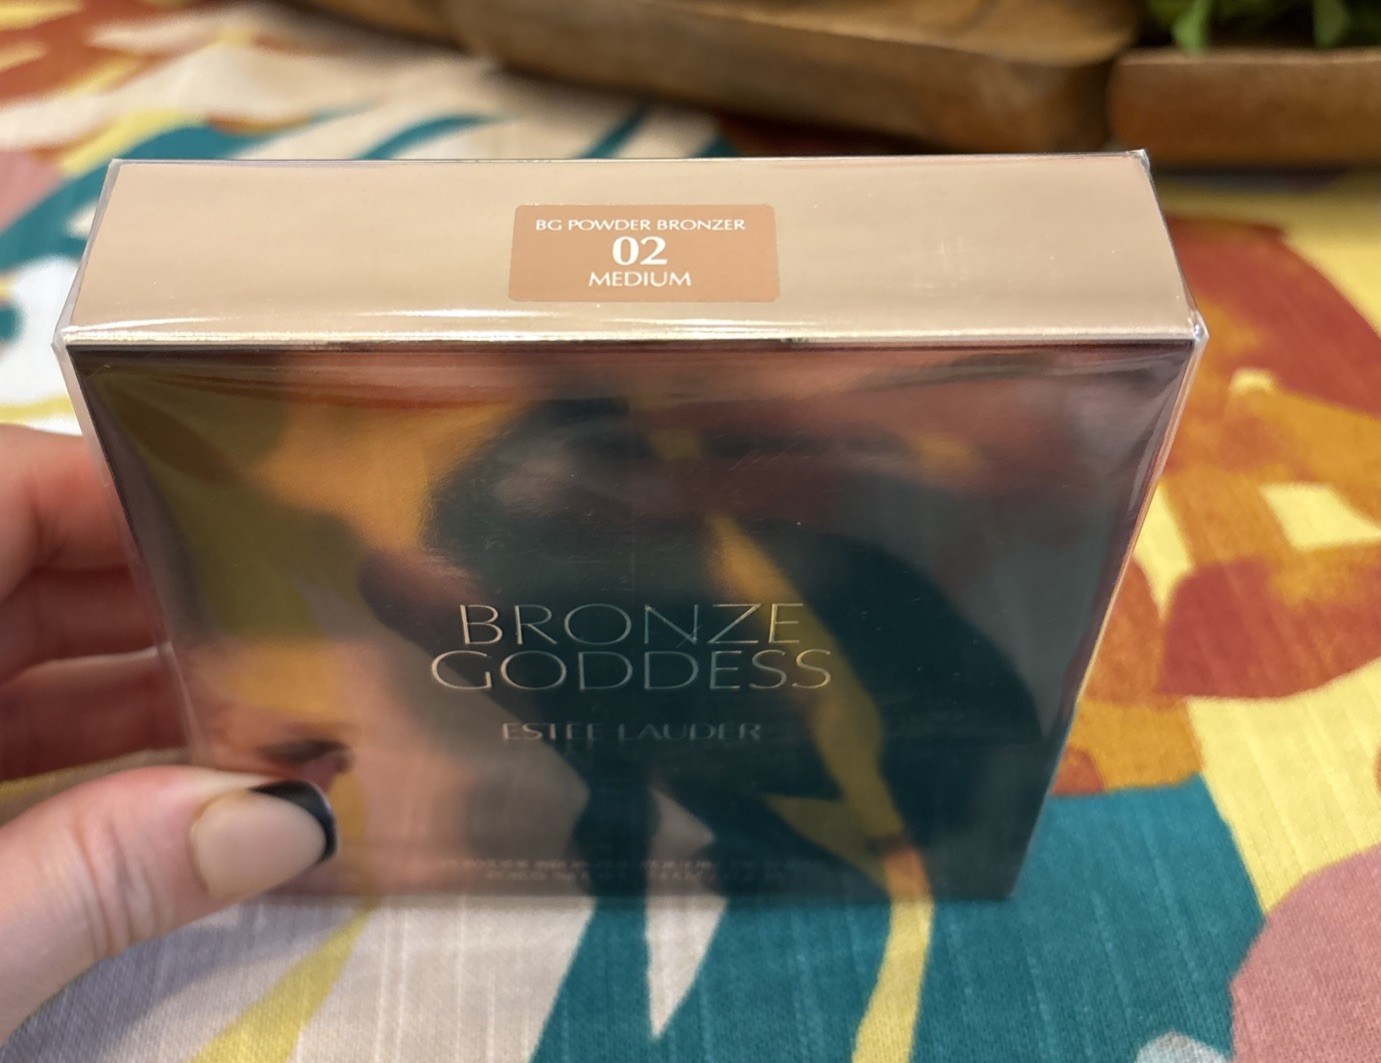 BG POWDER BRONZER
02
MEDIUM
BRONZE
GODDESS
ESTEE LAUDER